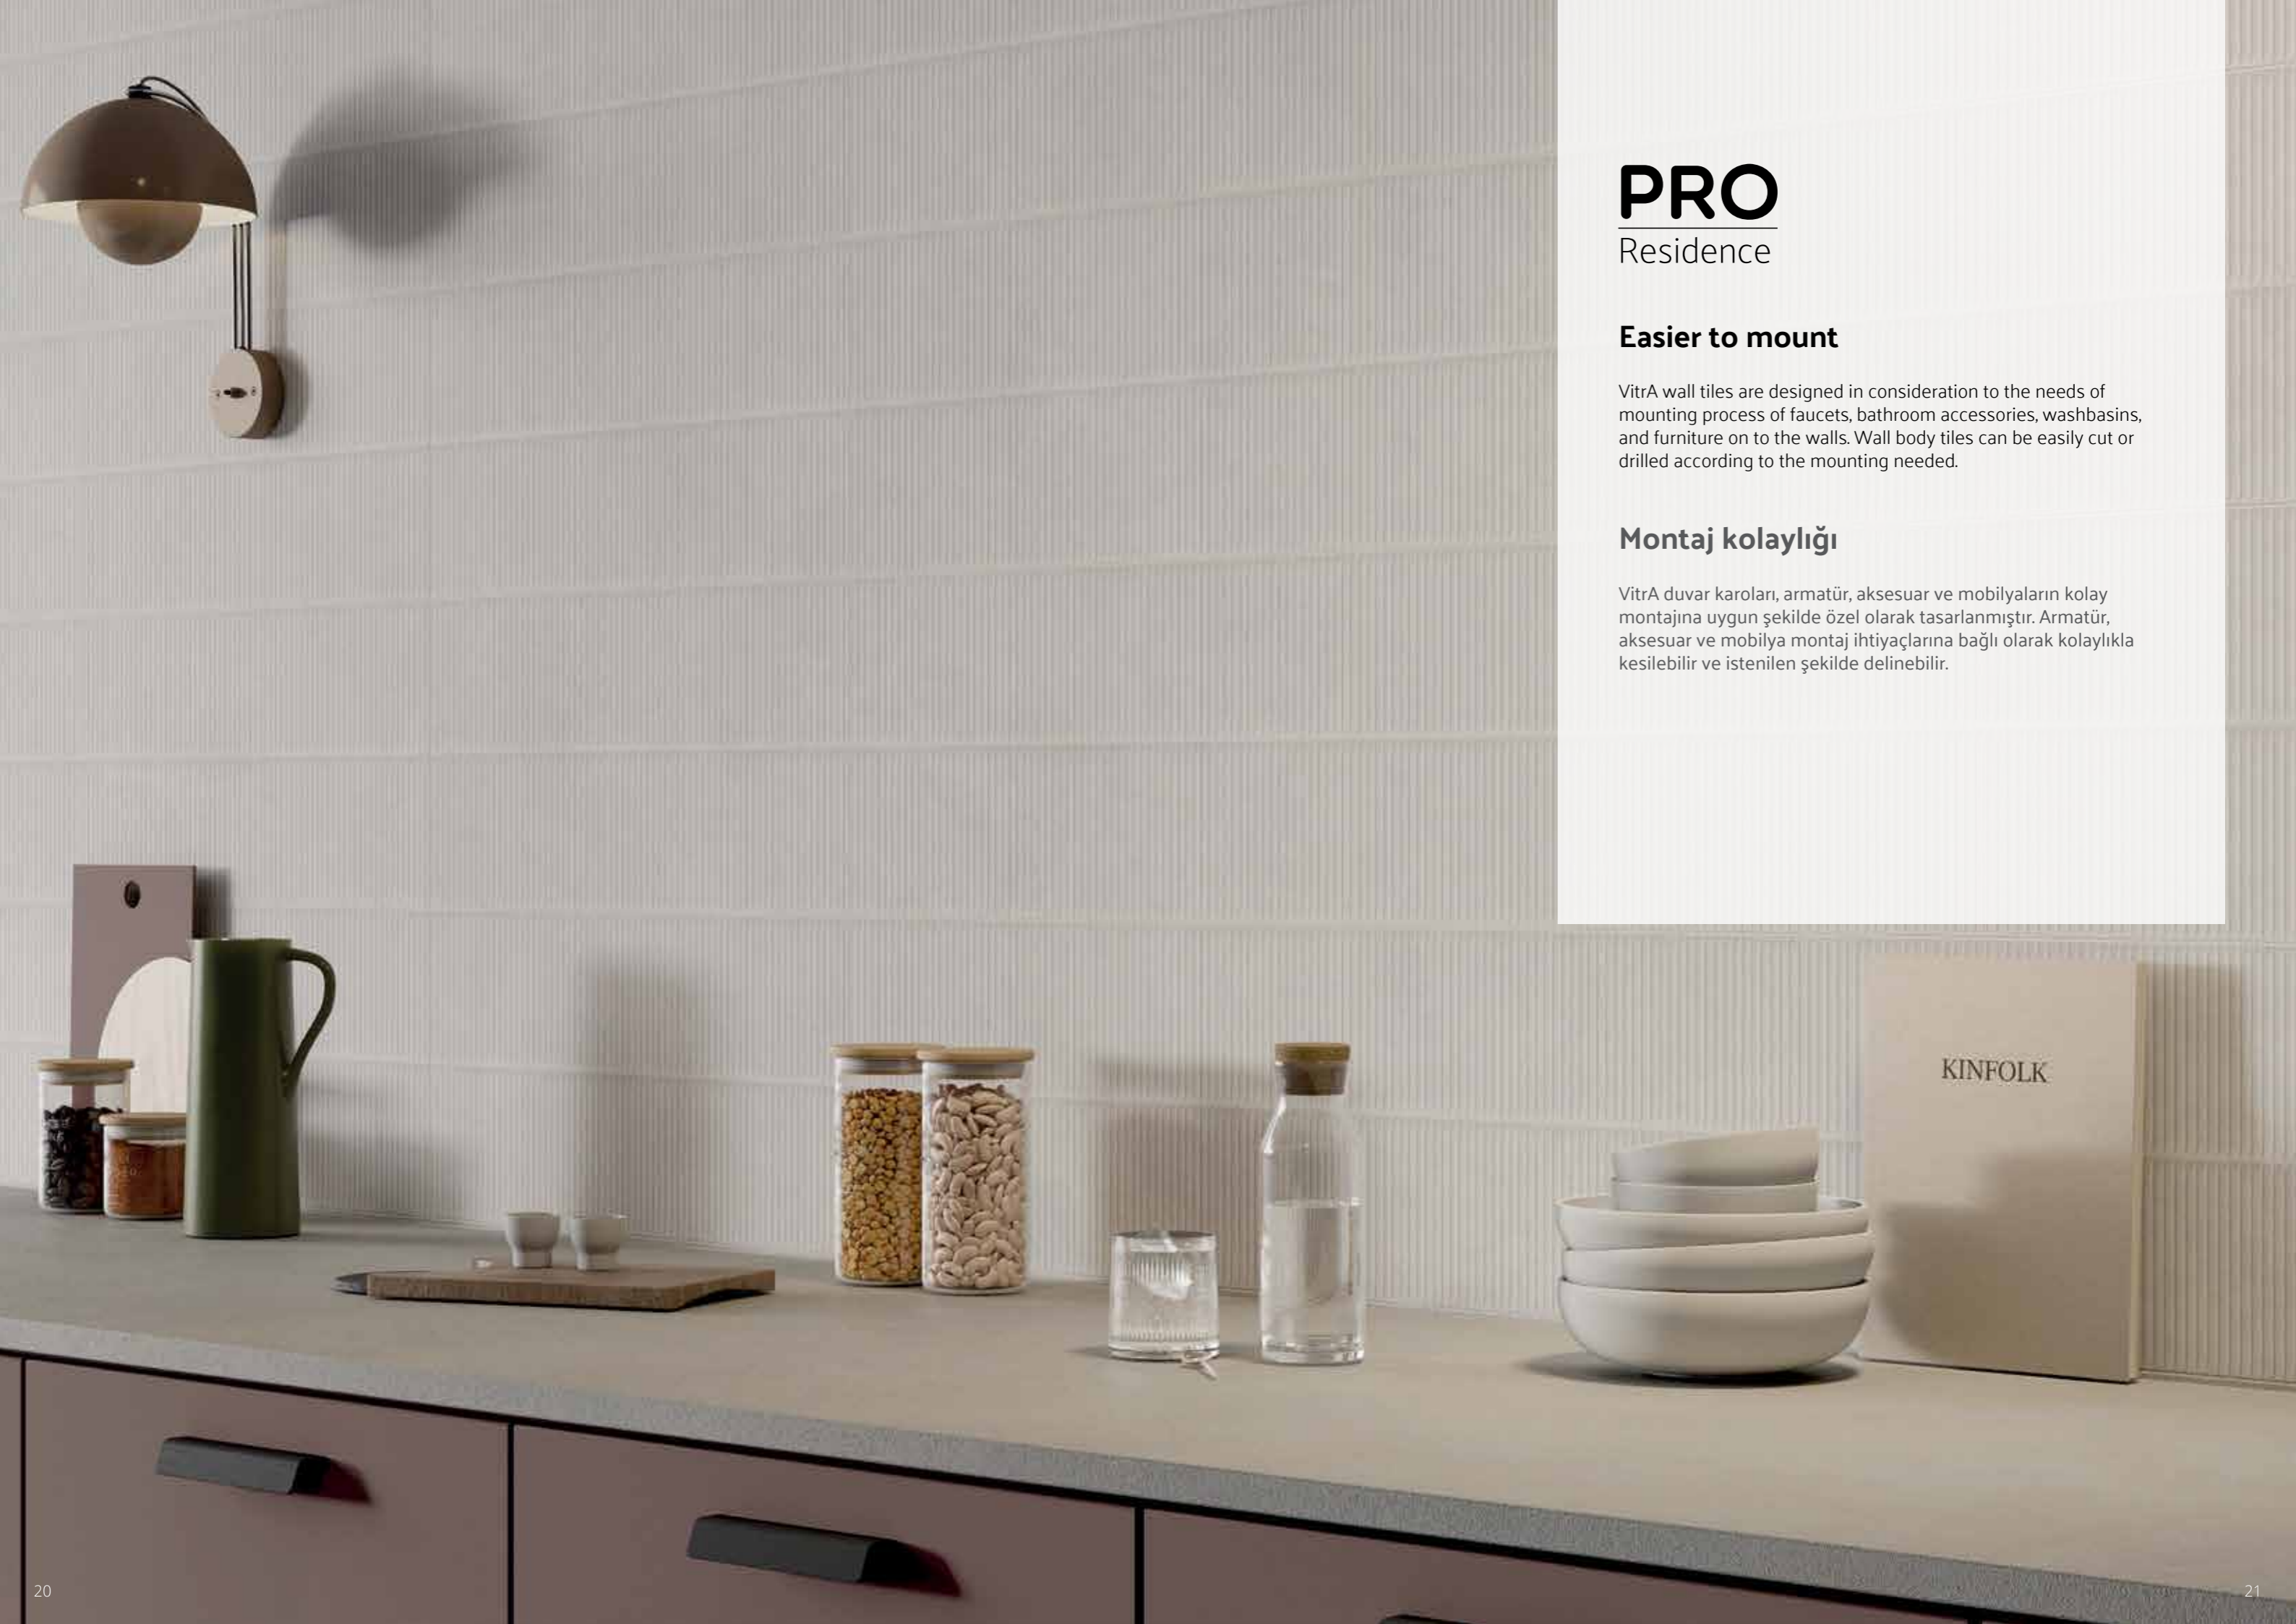 PRO
Residence
Easier to mount
VitrA wall tiles are designed in consideration to the needs of
mounting process of faucets, bathroom accessories, washbasins,
and furniture on to the walls. Wall body tiles can be easily cut or
drilled according to the mounting needed.
Montaj kolaylığı
VitrA duvar karoları, armatür, aksesuar ve mobilyaların kolay
montajına uygun şekilde özel olarak tasarlanmıştır. Armatür,
aksesuar ve mobilya montaj ihtiyaçlarına bağlı olarak kolaylıkla
kesilebilir ve istenilen şekilde delinebilir.
KINFOLK
20
21